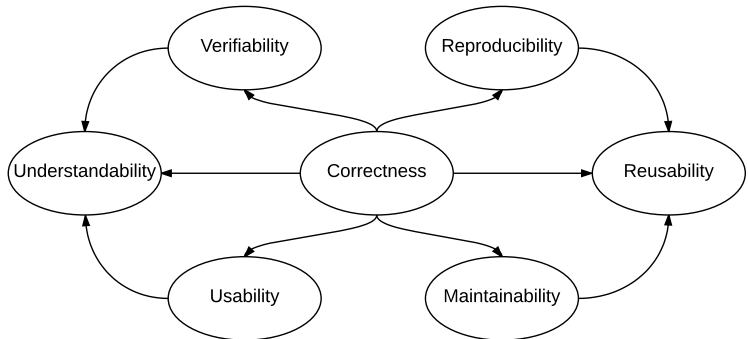 Verifiability
Reproducibility
Understandability
Correctness
Reusability
Usability
Maintainability